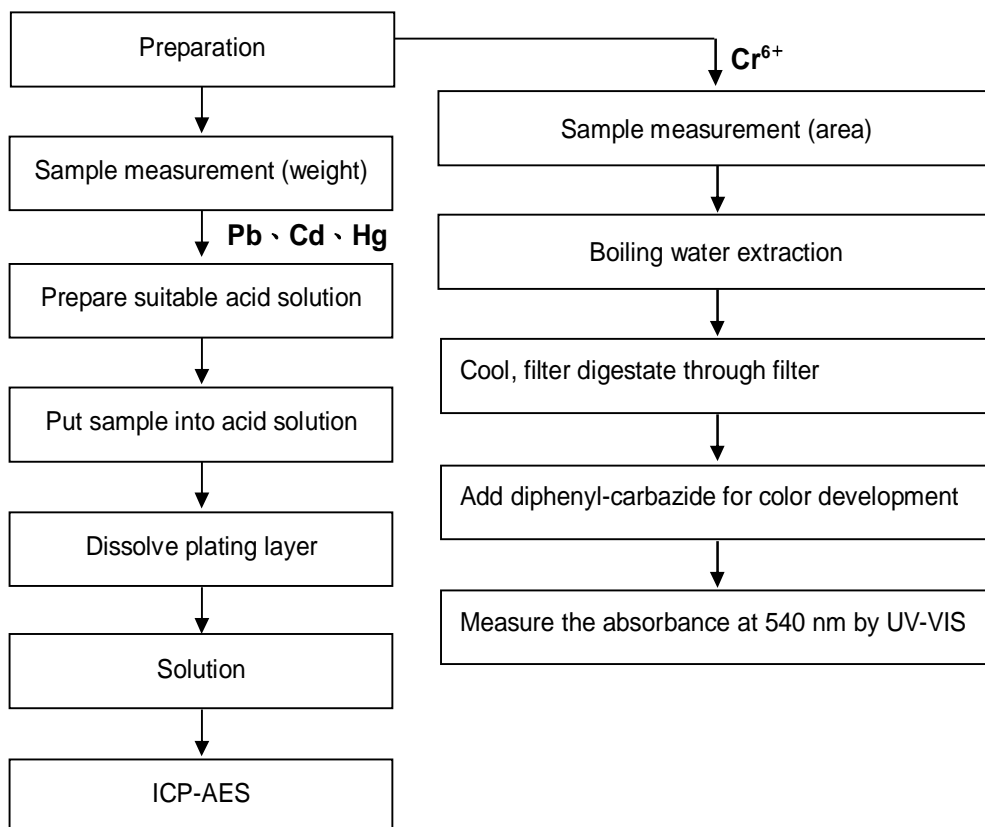 Preparation
Sample measurement (weight)
Pb、Cd、Hg
Prepare suitable acid solution
Put sample into acid solution
Dissolve plating layer
Solution
ICP-AES
Cr⁶⁺
Sample measurement (area)
Boiling water extraction
Cool, filter digestate through filter
Add diphenyl-carbazide for color development
Measure the absorbance at 540 nm by UV-VIS